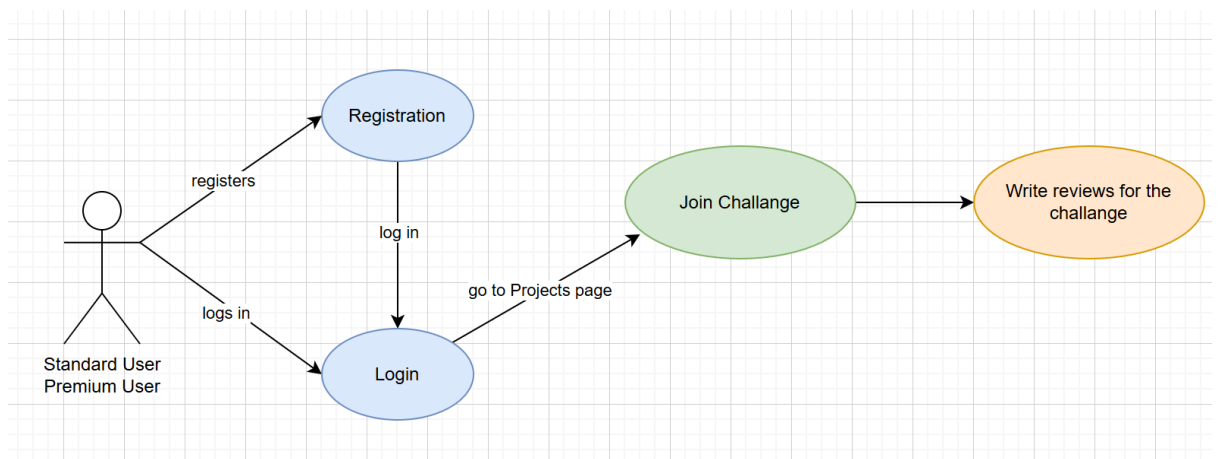 Registration
registers
log in
logs in
Standard User
Premium User
Login
go to Projects page
Join Challange
Write reviews for the
challange